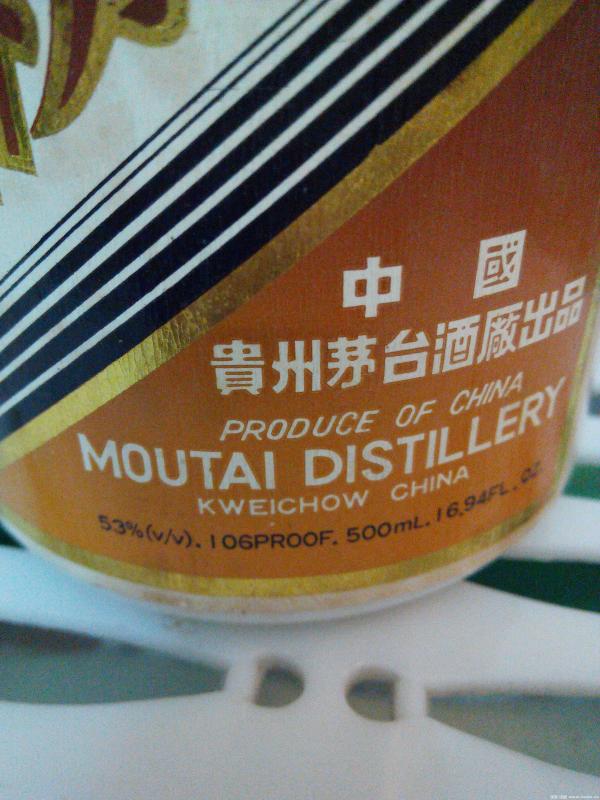 中 國
貴州茅台酒廠出品
PRODUCE OF CHINA
MOUTAI DISTILLERY
KWEICHOW CHINA
53%(v/v). 106PROOF. 500mL. 16.94FL. OZ